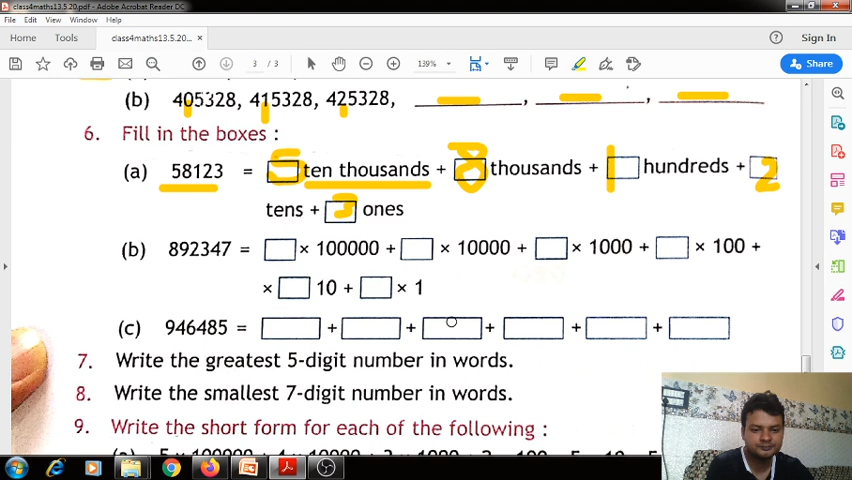 class4maths13.5.20.pdf - Adobe Acrobat Reader DC
File Edit View Window Help
Home Tools class4maths13.5.20... × Sign In
3 / 3 139% Share
(b) 405328, 415328, 425328,
6. Fill in the boxes :
(a) 58123 = 5 ten thousands + 8 thousands + 1 hundreds + 2
tens + 3 ones
(b) 892347 = × 100000 + × 10000 + × 1000 + × 100 +
× 10 + × 1
(c) 946485 = + + + + +
7. Write the greatest 5-digit number in words.
8. Write the smallest 7-digit number in words.
9. Write the short form for each of the following :